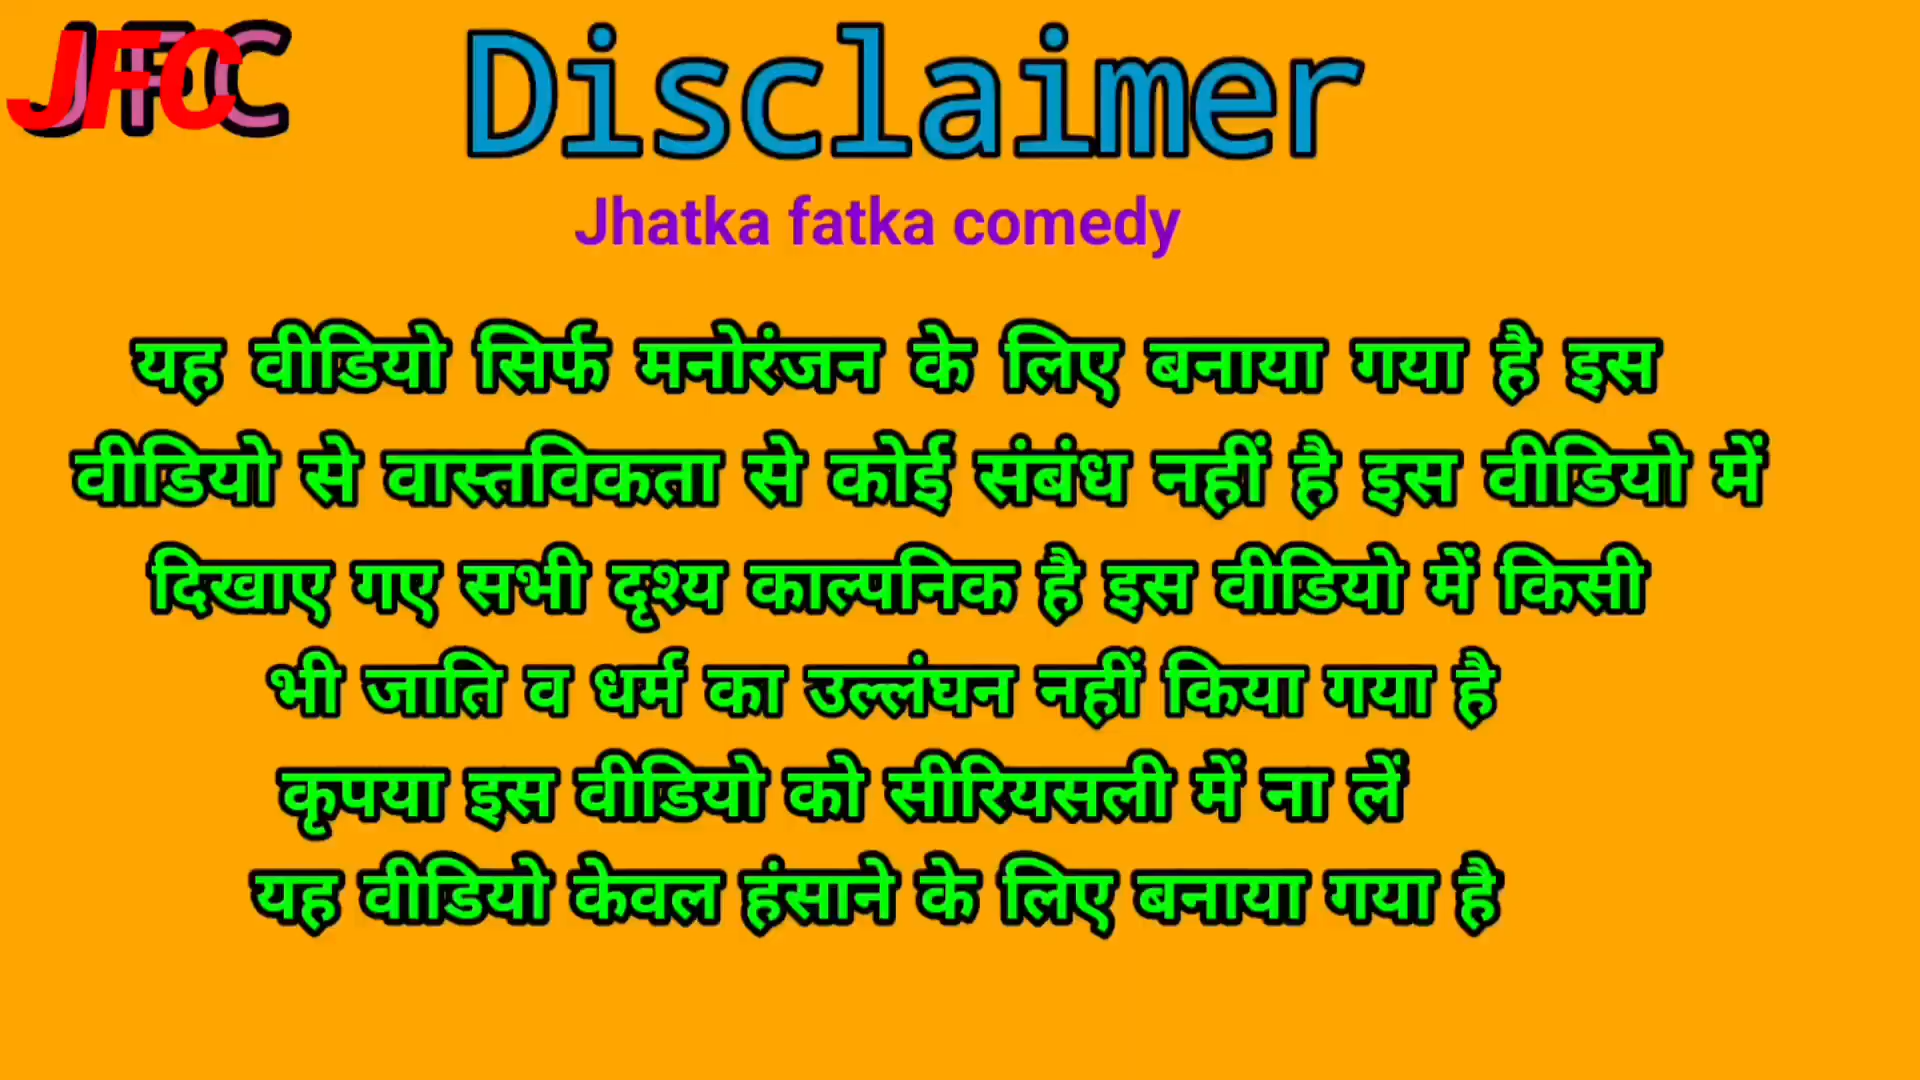 JFC JFC Disclaimer
Jhatka fatka comedy
यह वीडियो सिर्फ मनोरंजन के लिए बनाया गया है इस
वीडियो से वास्तविकता से कोई संबंध नहीं है इस वीडियो में
दिखाए गए सभी दृश्य काल्पनिक है इस वीडियो में किसी
भी जाति व धर्म का उल्लंघन नहीं किया गया है
कृपया इस वीडियो को सीरियसली में ना लें
यह वीडियो केवल हंसाने के लिए बनाया गया है